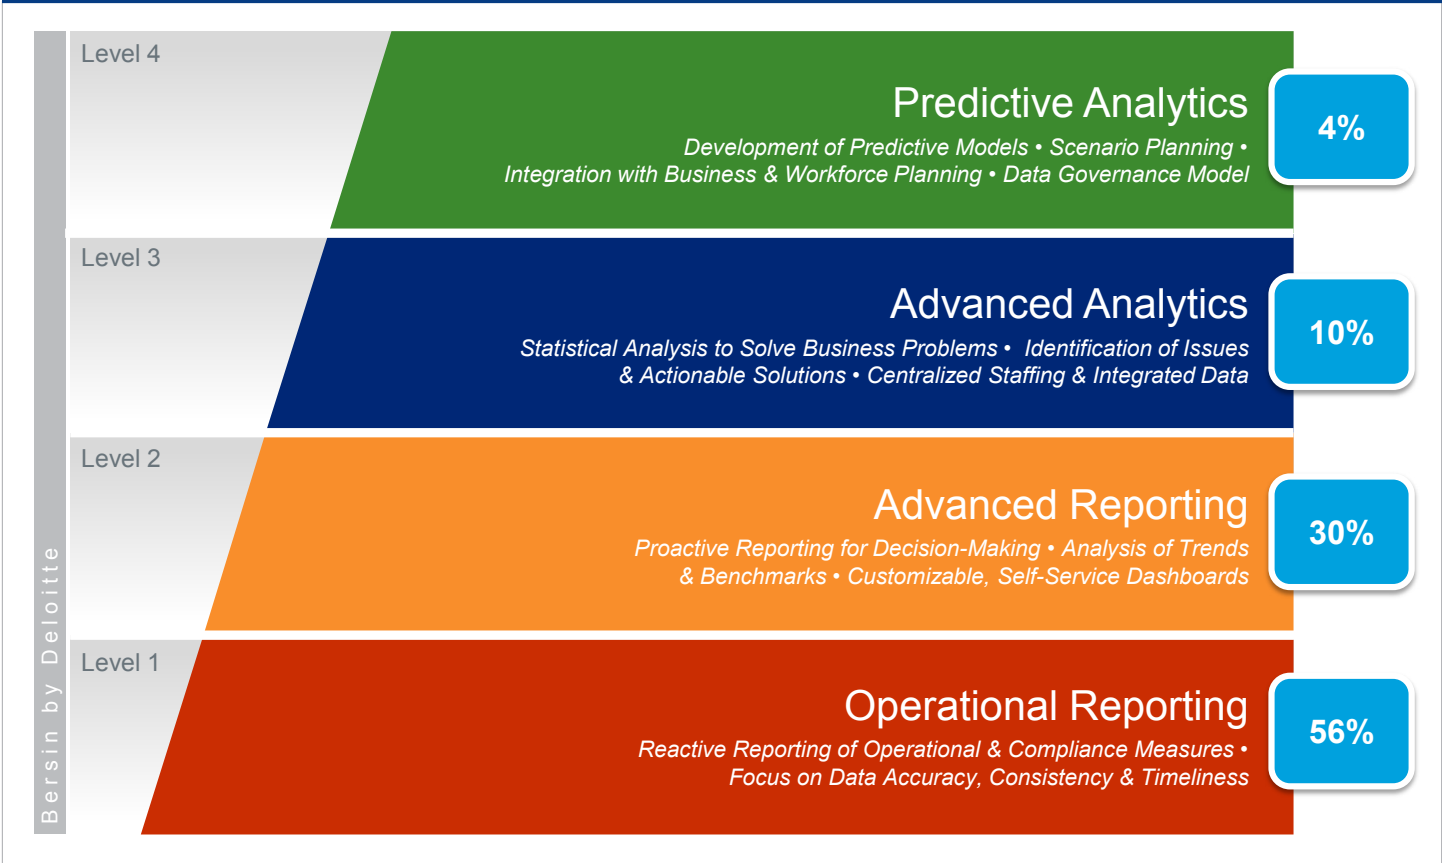 Level 4
Predictive Analytics
Development of Predictive Models • Scenario Planning •
Integration with Business & Workforce Planning • Data Governance Model
4%
Level 3
Advanced Analytics
Statistical Analysis to Solve Business Problems • Identification of Issues
& Actionable Solutions • Centralized Staffing & Integrated Data
10%
Level 2
Advanced Reporting
Proactive Reporting for Decision-Making • Analysis of Trends
& Benchmarks • Customizable, Self-Service Dashboards
30%
Level 1
Operational Reporting
Reactive Reporting of Operational & Compliance Measures •
Focus on Data Accuracy, Consistency & Timeliness
56%
Bersin by Deloitte